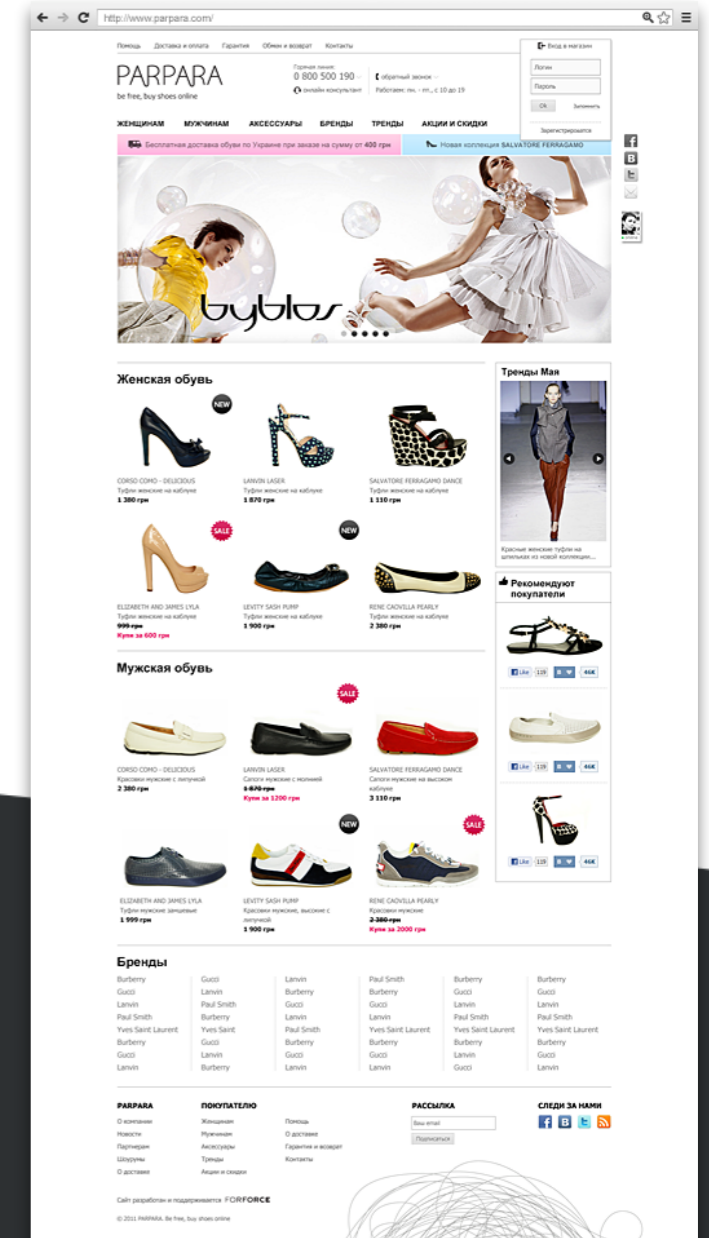 http://www.parpara.com/
Помощь Доставка и оплата Гарантия Обмен и возврат Контакты
Вход в магазин
Логин
Пароль
Ok Запомнить
Зарегистрироваться
PARPARA
be free, buy shoes online
Горячая линия:
0 800 500 190
онлайн консультант
обратный звонок
Работаем: пн. - пт., с 10 до 19
ЖЕНЩИНАМ МУЖЧИНАМ АКСЕССУАРЫ БРЕНДЫ ТРЕНДЫ АКЦИИ И СКИДКИ
Бесплатная доставка обуви по Украине при заказе на сумму от 400 грн
Новая коллекция SALVATORE FERRAGAMO
byblos
Женская обувь
NEW
CORSO COMO - DELICIOUS
Туфли женские на каблуке
1 380 грн
LANVIN LASER
Туфли женские на каблуке
1 870 грн
SALVATORE FERRAGAMO DANCE
Туфли женские на каблуке
1 110 грн
SALE
NEW
ELIZABETH AND JAMES LYLA
Туфли женские на каблуке
999 грн
Купи за 600 грн
LEVITY SASH PUMP
Туфли женские на каблуке
1 900 грн
RENE CAOVILLA PEARLY
Туфли женские на каблуке
2 380 грн
Тренды Мая
Красные женские туфли на
шпильках из новой коллекции...
Рекомендуют
покупатели
Like 119 B 46K
Like 119 B 46K
Like 119 B 46K
Мужская обувь
SALE
CORSO COMO - DELICIOUS
Красовки мужские с липучкой
2 380 грн
LANVIN LASER
Сапоги мужские с молнией
1 870 грн
Купи за 1200 грн
SALVATORE FERRAGAMO DANCE
Сапоги мужские на высоком
каблуке
3 110 грн
NEW
SALE
ELIZABETH AND JAMES LYLA
Туфли мужские замшевые
1 999 грн
LEVITY SASH PUMP
Красовки мужские, высокие с
липучкой
1 900 грн
RENE CAOVILLA PEARLY
Красовки мужские
2 380 грн
Купи за 2000 грн
Бренды
Burberry Gucci Lanvin Paul Smith Burberry Burberry
Gucci Lanvin Burberry Burberry Gucci Gucci
Lanvin Paul Smith Gucci Gucci Lanvin Lanvin
Paul Smith Burberry Lanvin Lanvin Paul Smith Paul Smith
Yves Saint Laurent Yves Saint Paul Smith Yves Saint Laurent Yves Saint Laurent Yves Saint Laurent
Burberry Gucci Burberry Burberry Burberry Burberry
Gucci Lanvin Gucci Gucci Lanvin Gucci
Lanvin Burberry Lanvin Lanvin Gucci Lanvin
PARPARA ПОКУПАТЕЛЮ РАССЫЛКА СЛЕДИ ЗА НАМИ
О компании Женщинам Помощь Ваш email
Новости Мужчинам О доставке Подписаться
Партнерам Аксессуары Гарантия и возврат
Шоурумы Тренды Контакты
О доставке Акции и скидки
Сайт разработан и поддерживается FORFORCE
© 2011 PARPARA. Be free, buy shoes online